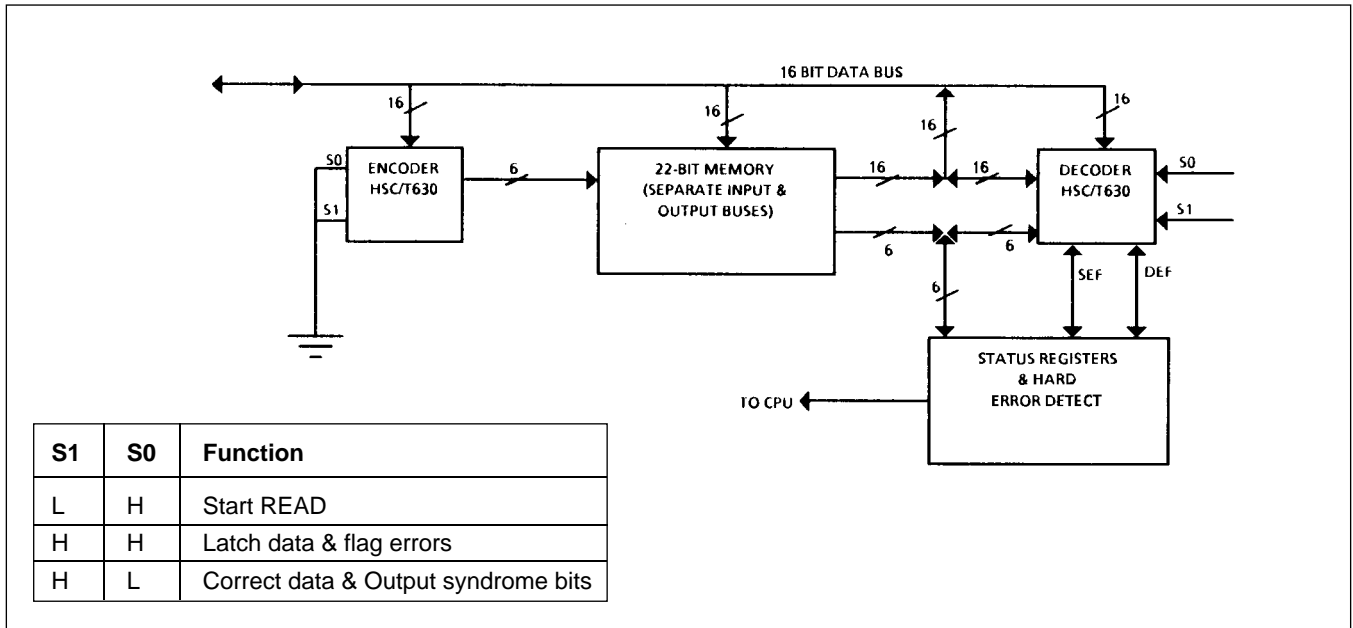 16 BIT DATA BUS
16
16
16
16
S0
S1
ENCODER
HSC/T630
6
22-BIT MEMORY
(SEPARATE INPUT &
OUTPUT BUSES)
16
16
6
6
DECODER
HSC/T630
S0
S1
6
SEF
DEF
STATUS REGISTERS
& HARD
ERROR DETECT
TO CPU
S1 S0 Function
L H Start READ
H H Latch data & flag errors
H L Correct data & Output syndrome bits